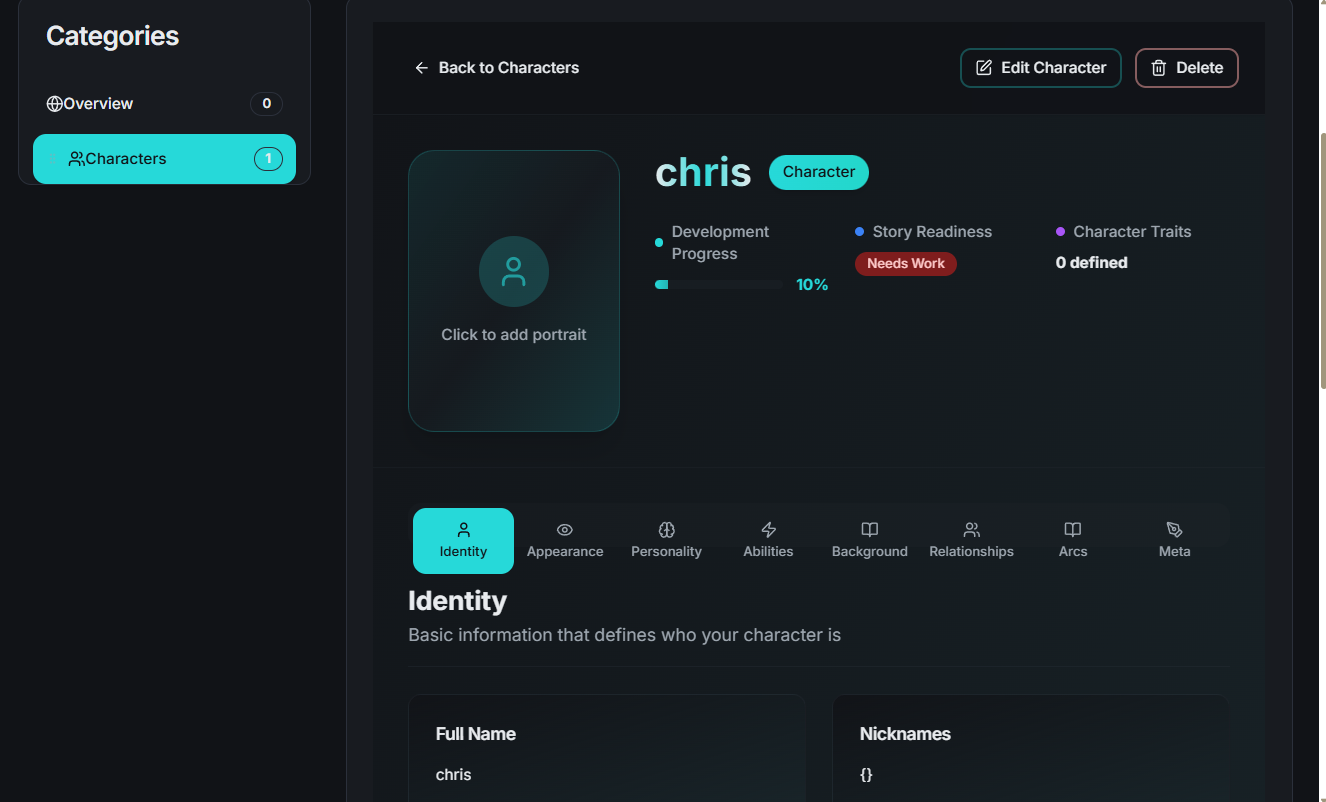 Categories
Overview 0
Characters 1
Back to Characters
Edit Character
Delete
Click to add portrait
chris
Character
Development
Progress
10%
Story Readiness
Needs Work
Character Traits
0 defined
Identity
Appearance
Personality
Abilities
Background
Relationships
Arcs
Meta
Identity
Basic information that defines who your character is
Full Name
chris
Nicknames
{}